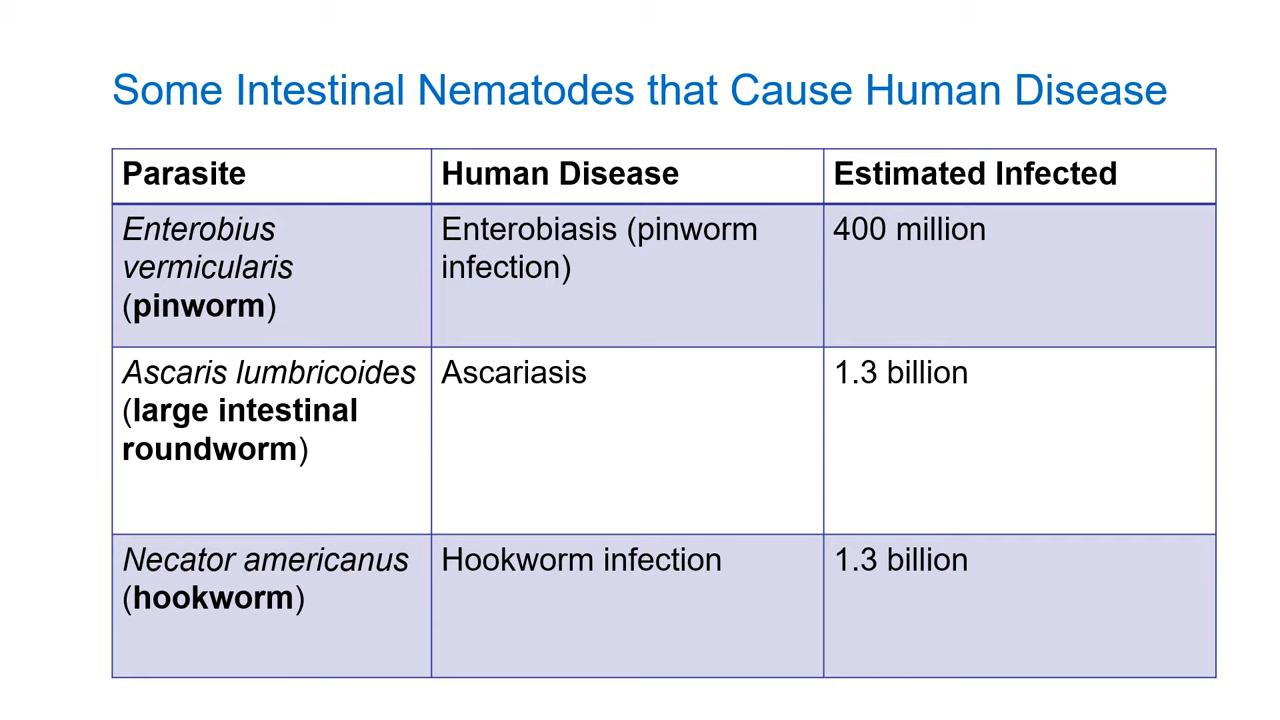 Some Intestinal Nematodes that Cause Human Disease
Parasite
Human Disease
Estimated Infected
Enterobius
vermicularis
(pinworm)
Enterobiasis (pinworm
infection)
400 million
Ascaris lumbricoides
(large intestinal
roundworm)
Ascariasis
1.3 billion
Necator americanus
(hookworm)
Hookworm infection
1.3 billion